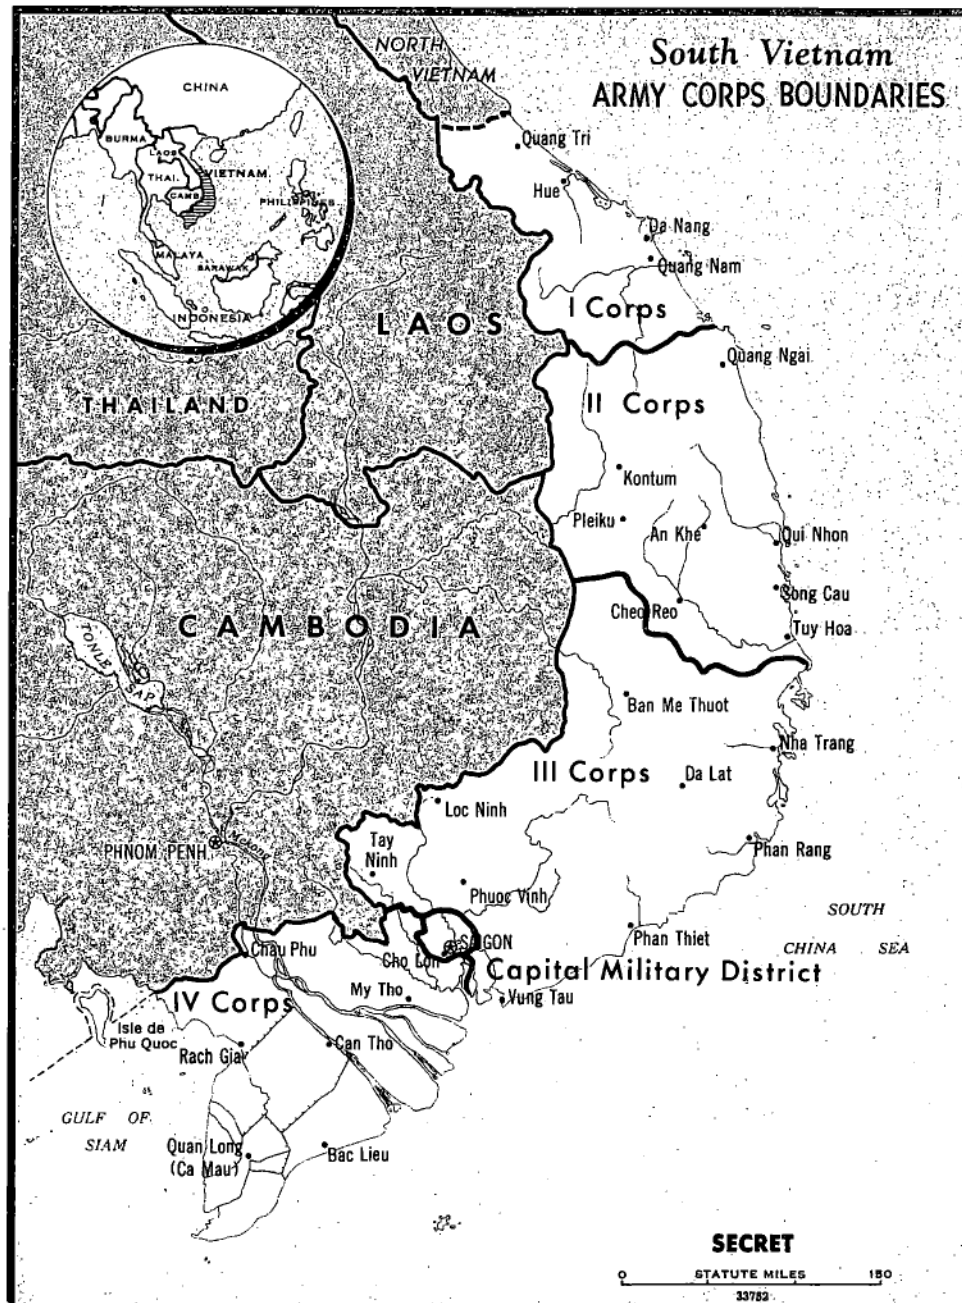 South Vietnam
ARMY CORPS BOUNDARIES
NORTH
VIETNAM
CHINA
BURMA
LAOS
VIETNAM
THAI.
CAMB
PHILIPPINES
MALAYA
SARAWAK
INDONESIA
Quang Tri
Hue
Da Nang
Quang Nam
I Corps
LAOS
Quang Ngai
THAILAND
II Corps
Kontum
Pleiku
An Khe
Qui Nhon
Song Cau
Cheo Reo
Tuy Hoa
CAMBODIA
TONLE
SAP
Ban Me Thuot
Nha Trang
III Corps
Da Lat
Loc Ninh
Tay
Ninh
PHNOM PENH
Mekong
Phan Rang
Phuoc Vinh
SOUTH
CHINA SEA
Phan Thiet
SAIGON
Cho Lon
Chau Phu
Capital Military District
IV Corps
My Tho
Vung Tau
Isle de
Phu Quoc
Rach Gia
Can Tho
GULF OF
SIAM
Quan Long
(Ca Mau)
Bac Lieu
SECRET
0 STATUTE MILES 150
33752